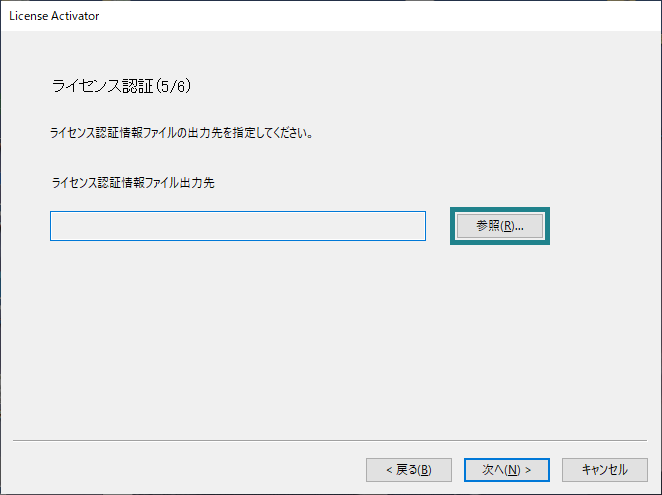 License Activator
ライセンス認証(5/6)
ライセンス認証情報ファイルの出力先を指定してください。
ライセンス認証情報ファイル出力先
参照(R)...
< 戻る(B)
次へ(N) >
キャンセル